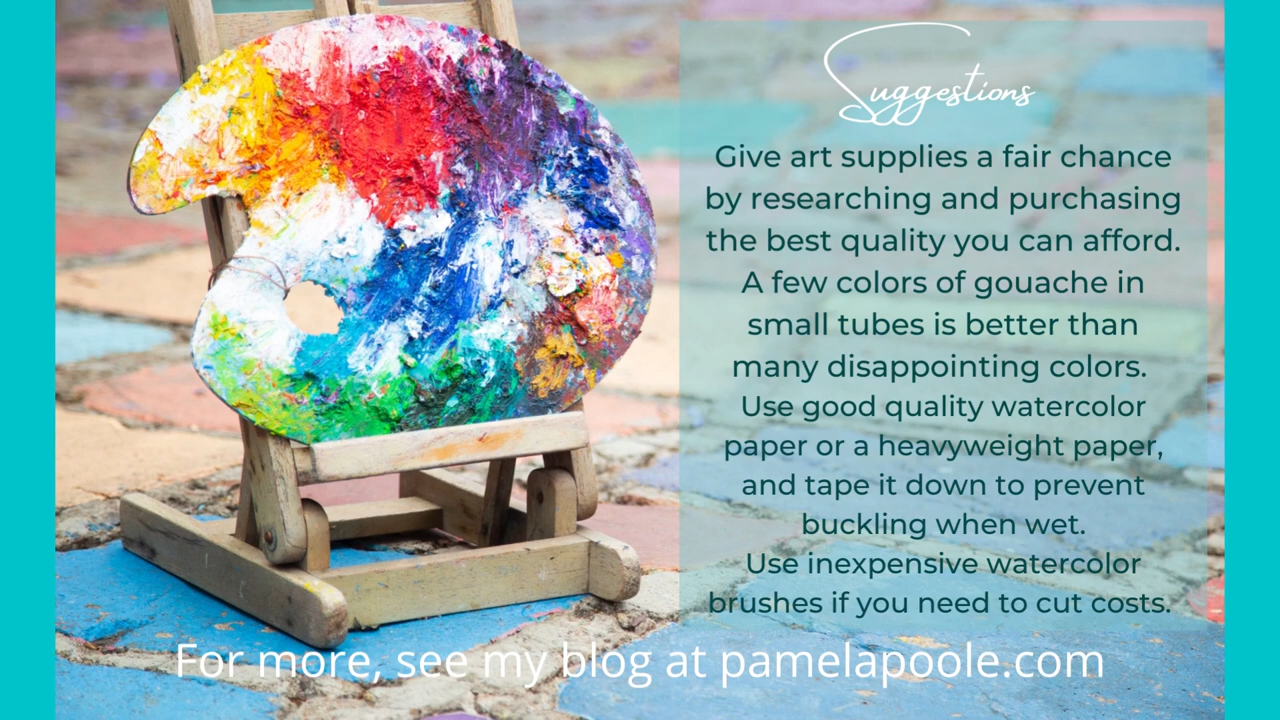 Suggestions
Give art supplies a fair chance
by researching and purchasing
the best quality you can afford.
A few colors of gouache in
small tubes is better than
many disappointing colors.
Use good quality watercolor
paper or a heavyweight paper,
and tape it down to prevent
buckling when wet.
Use inexpensive watercolor
brushes if you need to cut costs.
For more, see my blog at pamelapoole.com